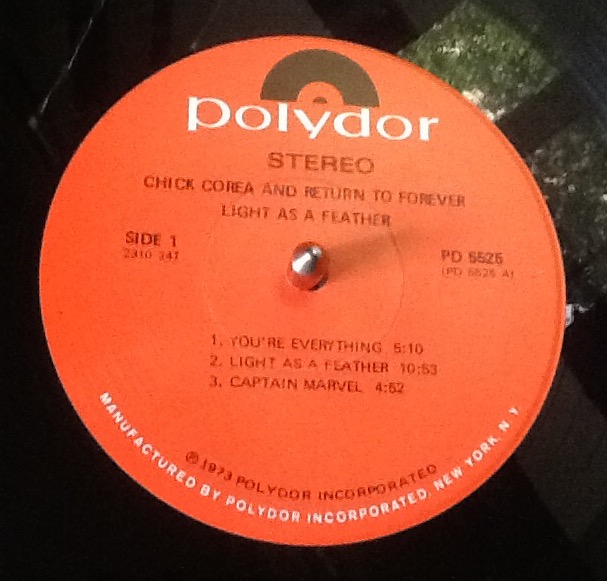 polydor
STEREO
CHICK COREA AND RETURN TO FOREVER
LIGHT AS A FEATHER
SIDE 1
2310 247
PD 5525
(PD 5525 A)
1. YOU'RE EVERYTHING 5:10
2. LIGHT AS A FEATHER 10:53
3. CAPTAIN MARVEL 4:52
℗ 1973 POLYDOR INCORPORATED
MANUFACTURED BY POLYDOR INCORPORATED, NEW YORK, N Y